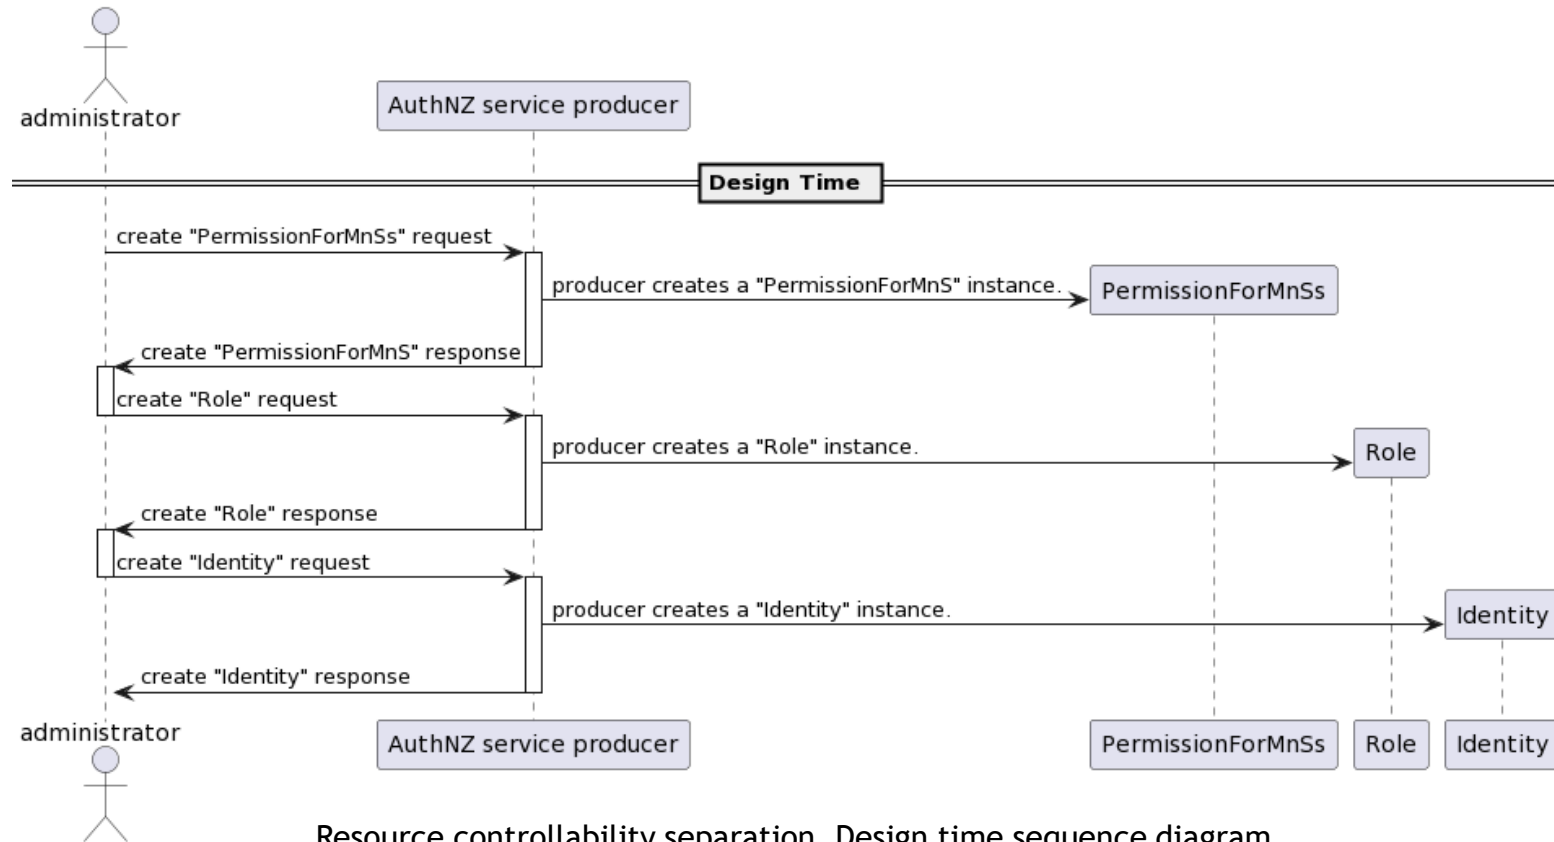 administrator
AuthNZ service producer
Design Time
create "PermissionForMnSs" request
producer creates a "PermissionForMnS" instance.
PermissionForMnSs
create "PermissionForMnS" response
create "Role" request
producer creates a "Role" instance.
Role
create "Role" response
create "Identity" request
producer creates a "Identity" instance.
Identity
create "Identity" response
administrator
AuthNZ service producer
PermissionForMnSs
Role
Identity
Resource controllability separation. Design time sequence diagram